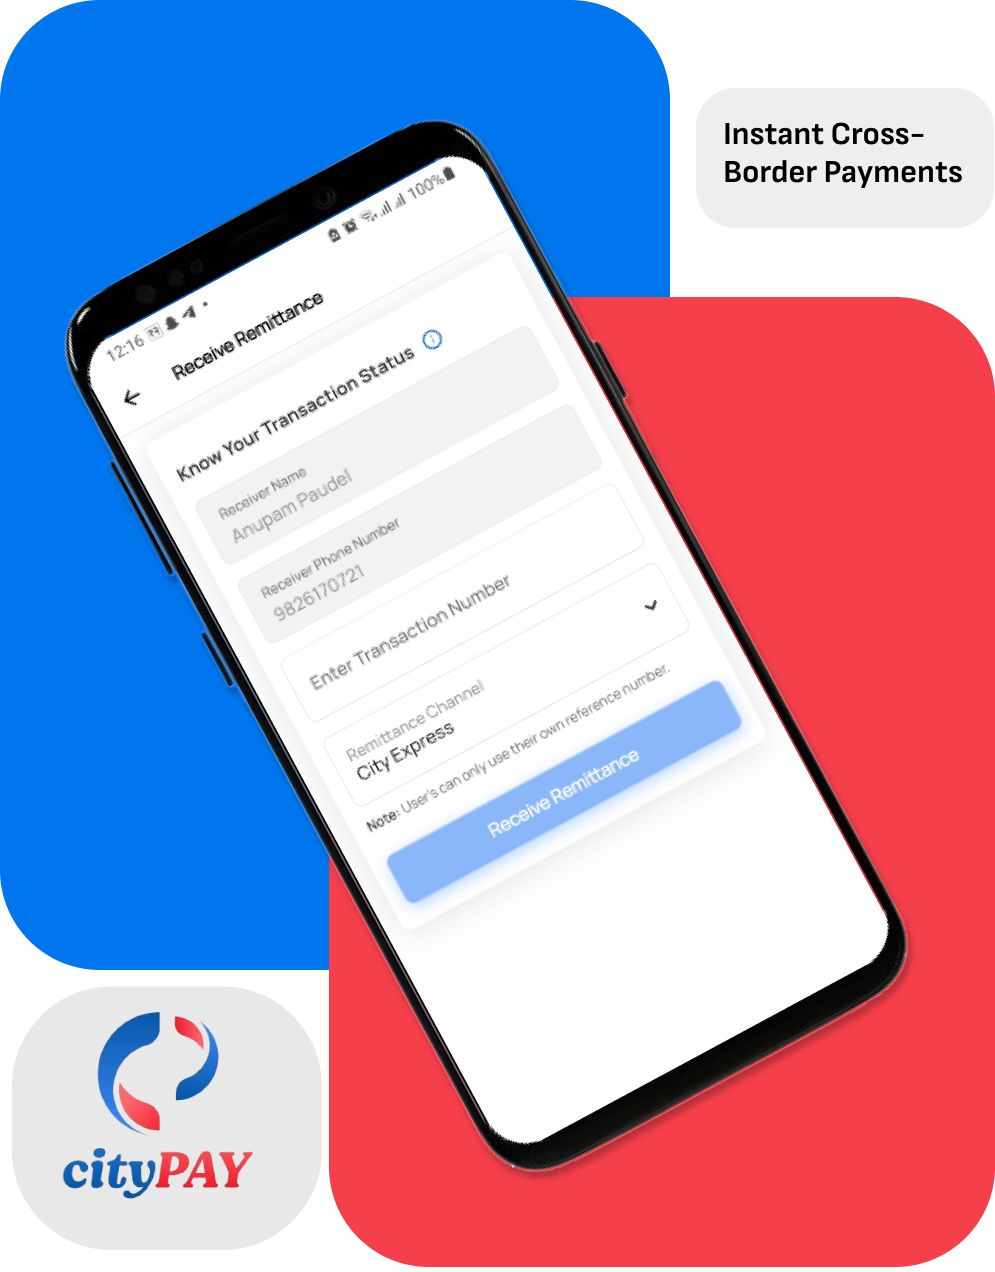 Instant Cross-
Border Payments
12:16
100%
Receive Remittance
Know Your Transaction Status
Receiver Name
Anupam Paudel
Receiver Phone Number
9826170721
Enter Transaction Number
Remittance Channel
City Express
Note: User's can only use their own reference number.
Receive Remittance
cityPAY